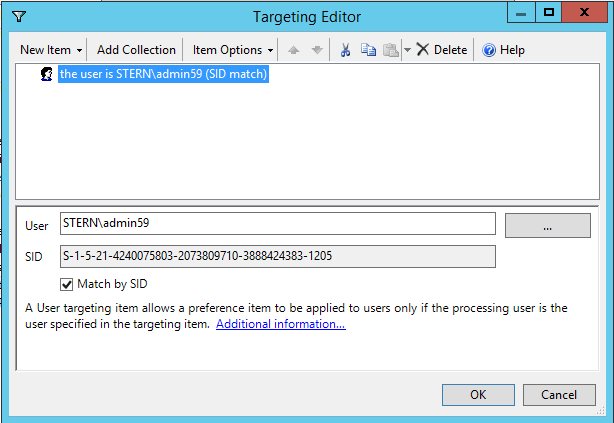 Targeting Editor
New Item Add Collection Item Options Delete Help
the user is STERN\admin59 (SID match)
User STERN\admin59 ...
SID S-1-5-21-4240075803-2073809710-3888424383-1205
Match by SID
A User targeting item allows a preference item to be applied to users only if the processing user is the
user specified in the targeting item. Additional information...
OK Cancel